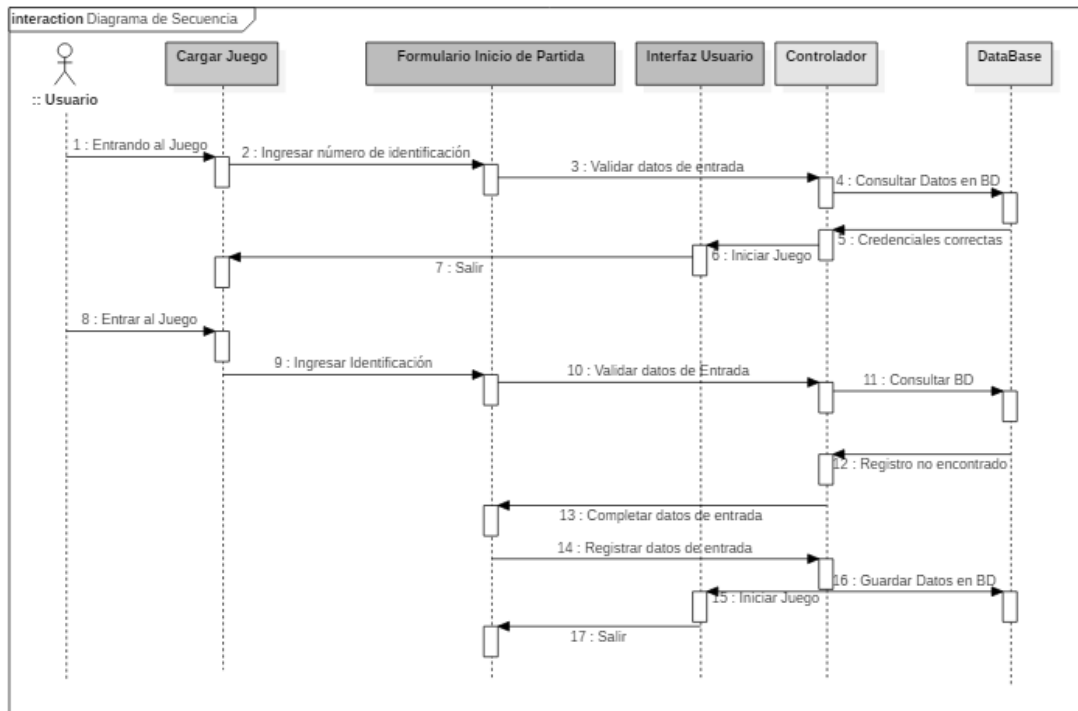 interaction Diagrama de Secuencia
Cargar Juego
Formulario Inicio de Partida
Interfaz Usuario
Controlador
DataBase
:: Usuario
1 : Entrando al Juego
2 : Ingresar número de identificación
3 : Validar datos de entrada
4 : Consultar Datos en BD
5 : Credenciales correctas
6 : Iniciar Juego
7 : Salir
8 : Entrar al Juego
9 : Ingresar Identificación
10 : Validar datos de Entrada
11 : Consultar BD
12 : Registro no encontrado
13 : Completar datos de entrada
14 : Registrar datos de entrada
16 : Guardar Datos en BD
15 : Iniciar Juego
17 : Salir